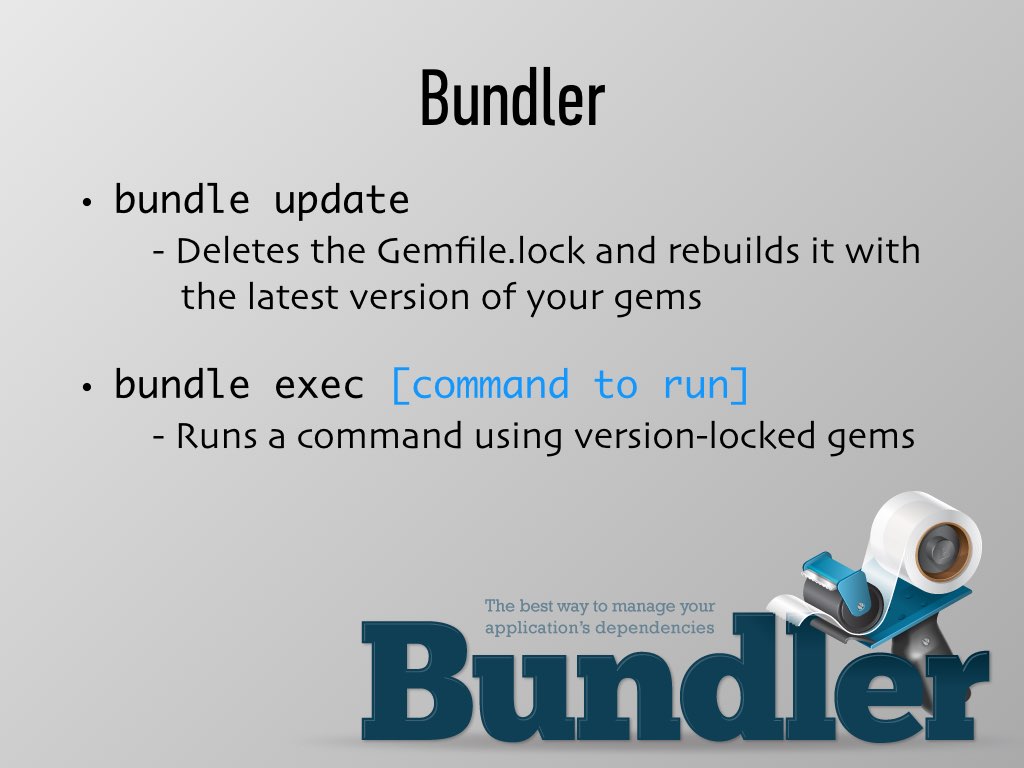 Bundler
• bundle update
- Deletes the Gemfile.lock and rebuilds it with
the latest version of your gems
• bundle exec [command to run]
- Runs a command using version-locked gems
The best way to manage your
application's dependencies
Bundler